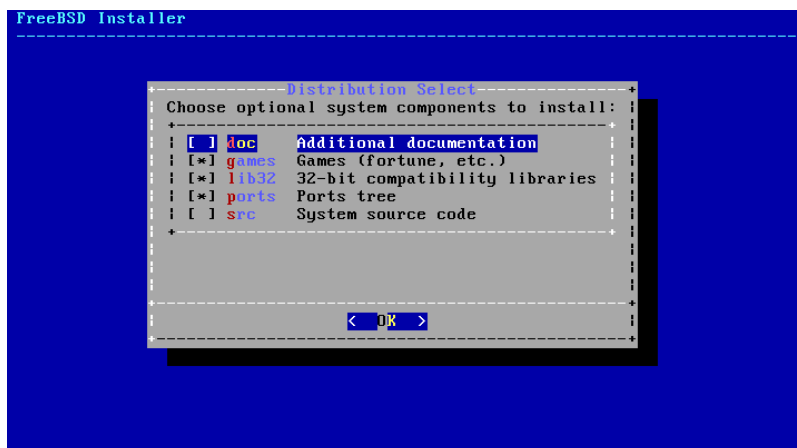 FreeBSD Installer
Distribution Select
Choose optional system components to install:
[ ] doc Additional documentation
[*] games Games (fortune, etc.)
[*] lib32 32-bit compatibility libraries
[*] ports Ports tree
[ ] src System source code
< OK >